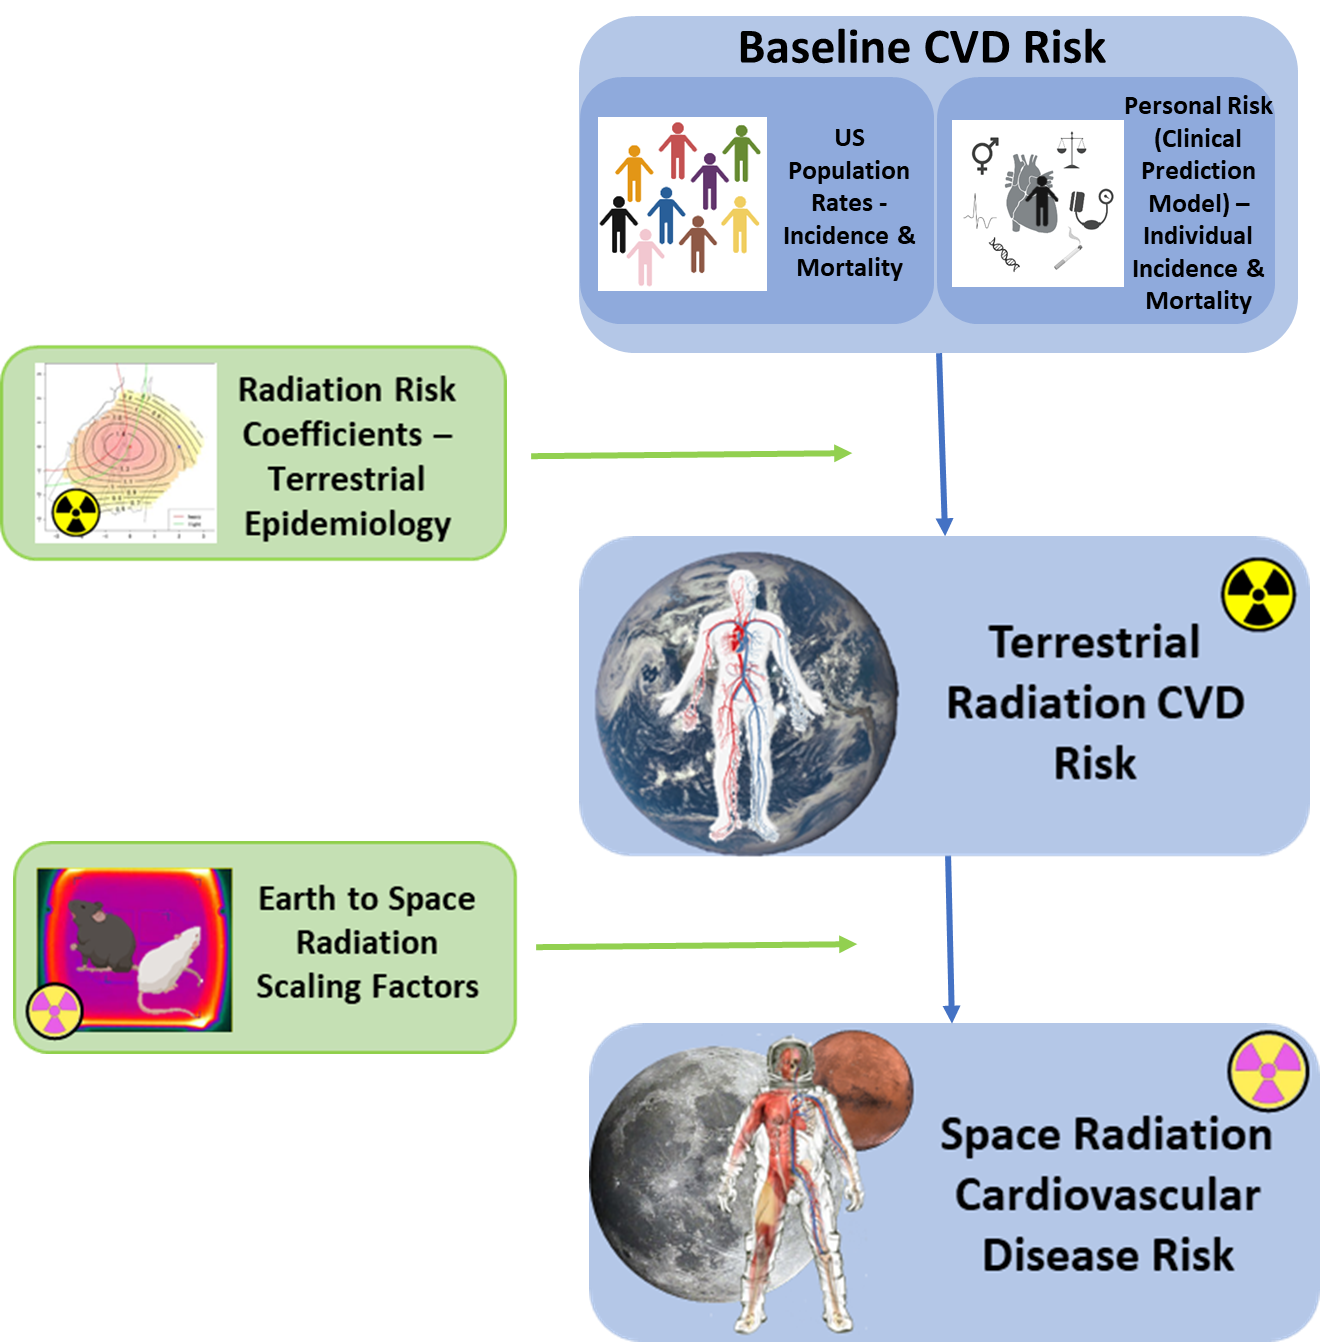 Baseline CVD Risk
US
Population
Rates -
Incidence &
Mortality
Personal Risk
(Clinical
Prediction
Model) –
Individual
Incidence &
Mortality
Radiation Risk
Coefficients –
Terrestrial
Epidemiology
Terrestrial
Radiation CVD
Risk
Earth to Space
Radiation
Scaling Factors
Space Radiation
Cardiovascular
Disease Risk